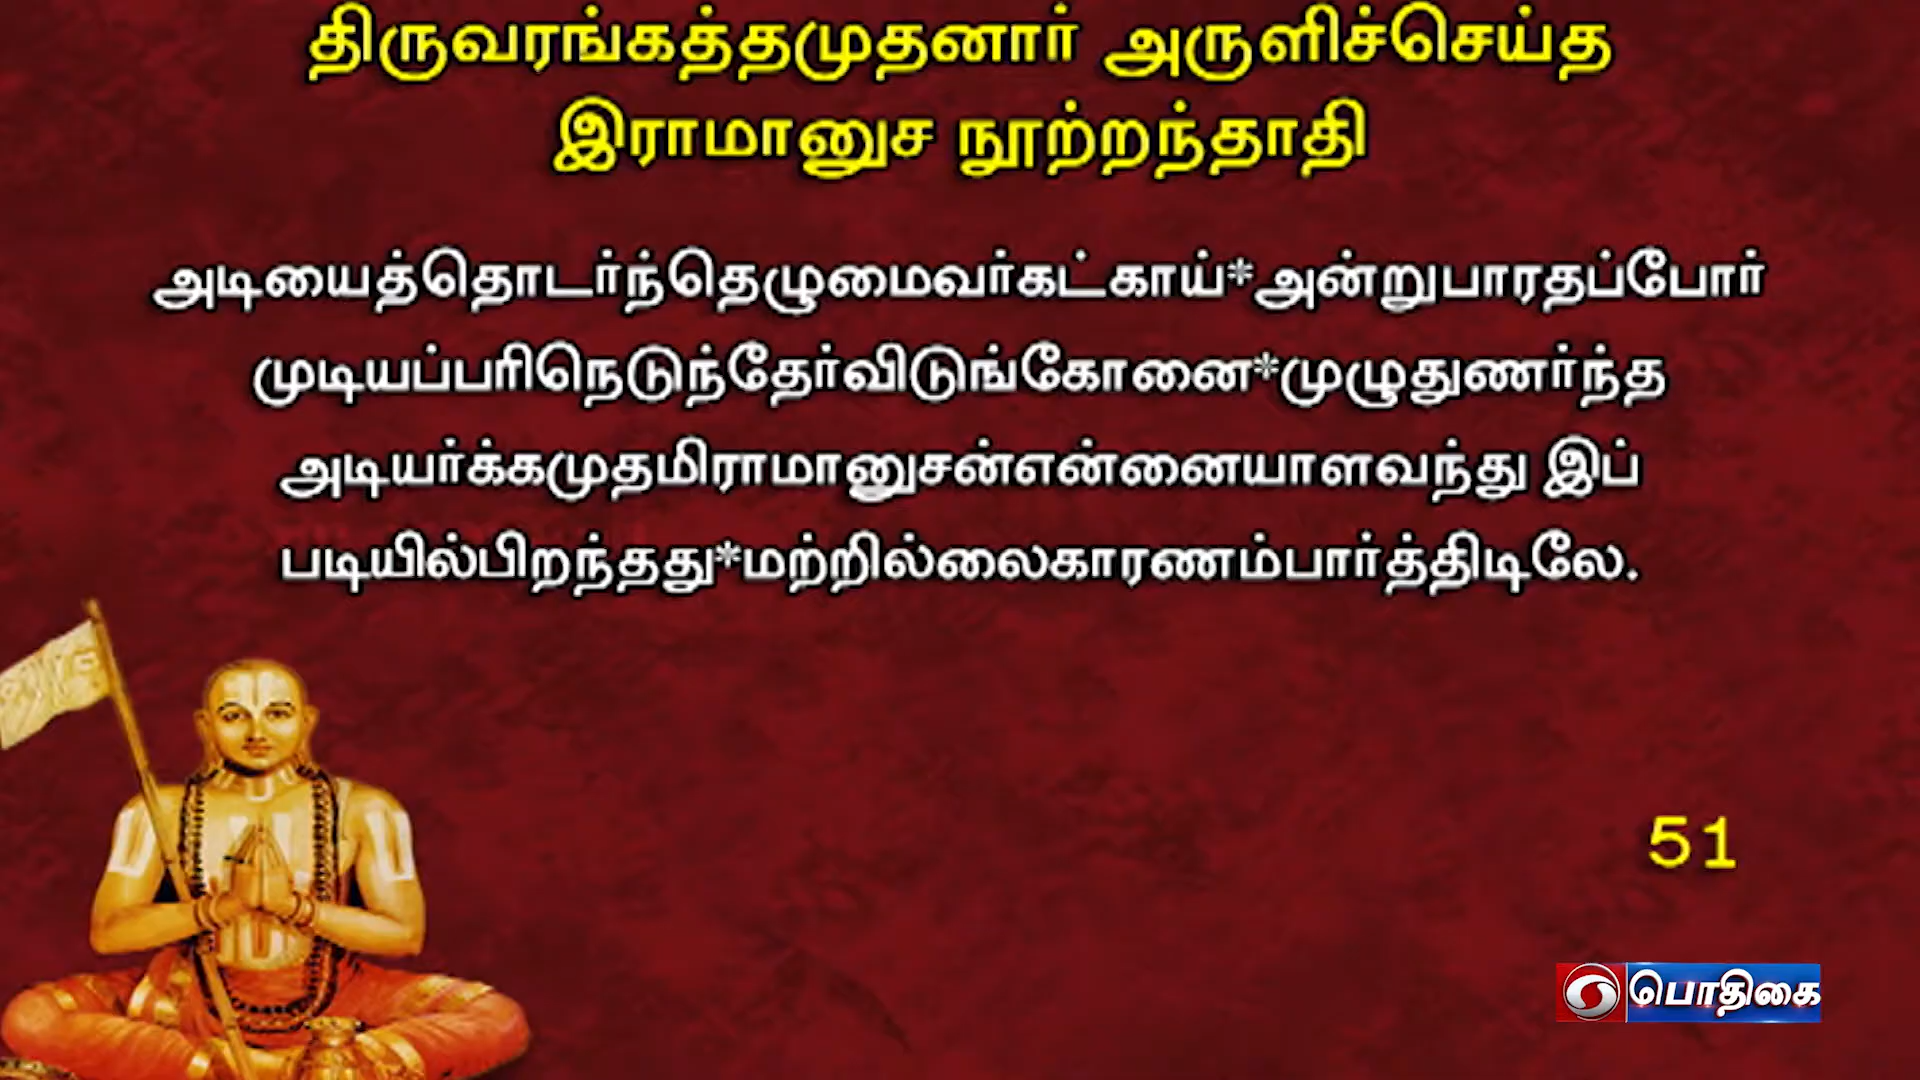 திருவரங்கத்தமுதனார் அருளிச்செய்த
இராமானுச நூற்றந்தாதி
அடியைத்தொடர்ந்தெழுமைவர்கட்காய்*அன்றுபாரதப்போர்
முடியப்பரிநெடுந்தேர்விடுங்கோனை*முழுதுணர்ந்த
அடியர்க்கமுதமிராமானுசன்என்னையாளவந்து இப்
படியில்பிறந்தது*மற்றில்லைகாரணம்பார்த்திடிலே.
51
பொதிகை